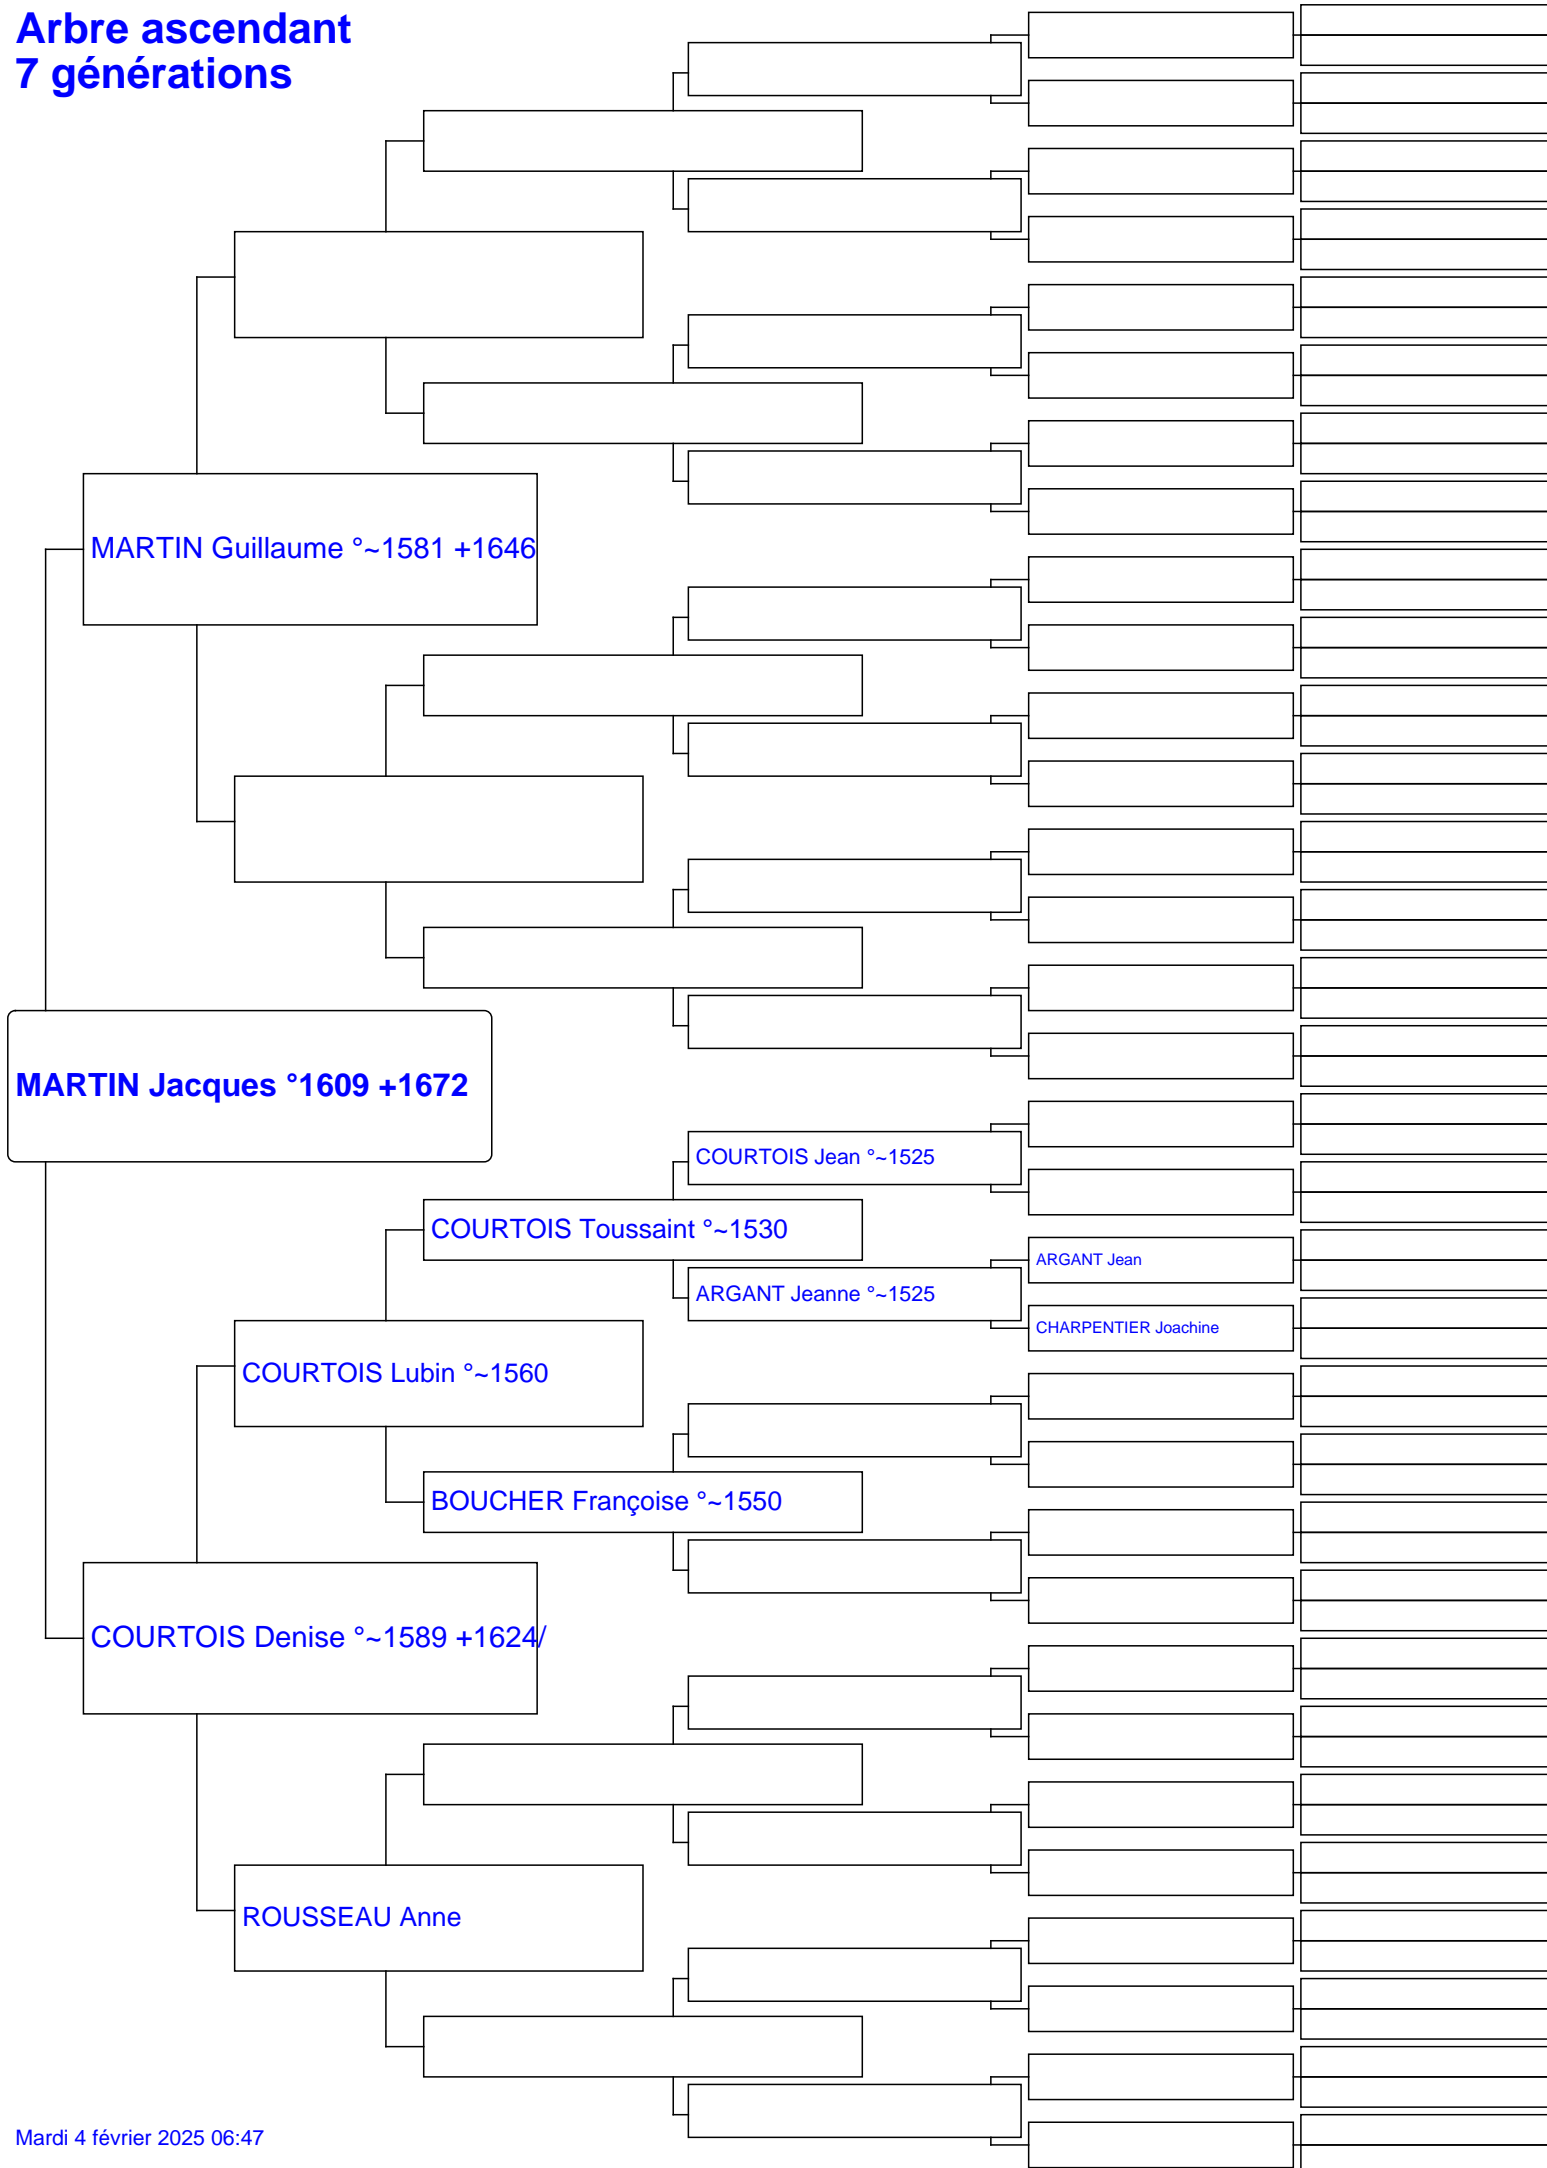 Arbre ascendant
7 générations
MARTIN Guillaume °~1581 +1646
MARTIN Jacques °1609 +1672
COURTOIS Jean °~1525
COURTOIS Toussaint °~1530
ARGANT Jean
ARGANT Jeanne °~1525
CHARPENTIER Joachine
COURTOIS Lubin °~1560
BOUCHER Françoise °~1550
COURTOIS Denise °~1589 +1624/
ROUSSEAU Anne
Mardi 4 février 2025 06:47